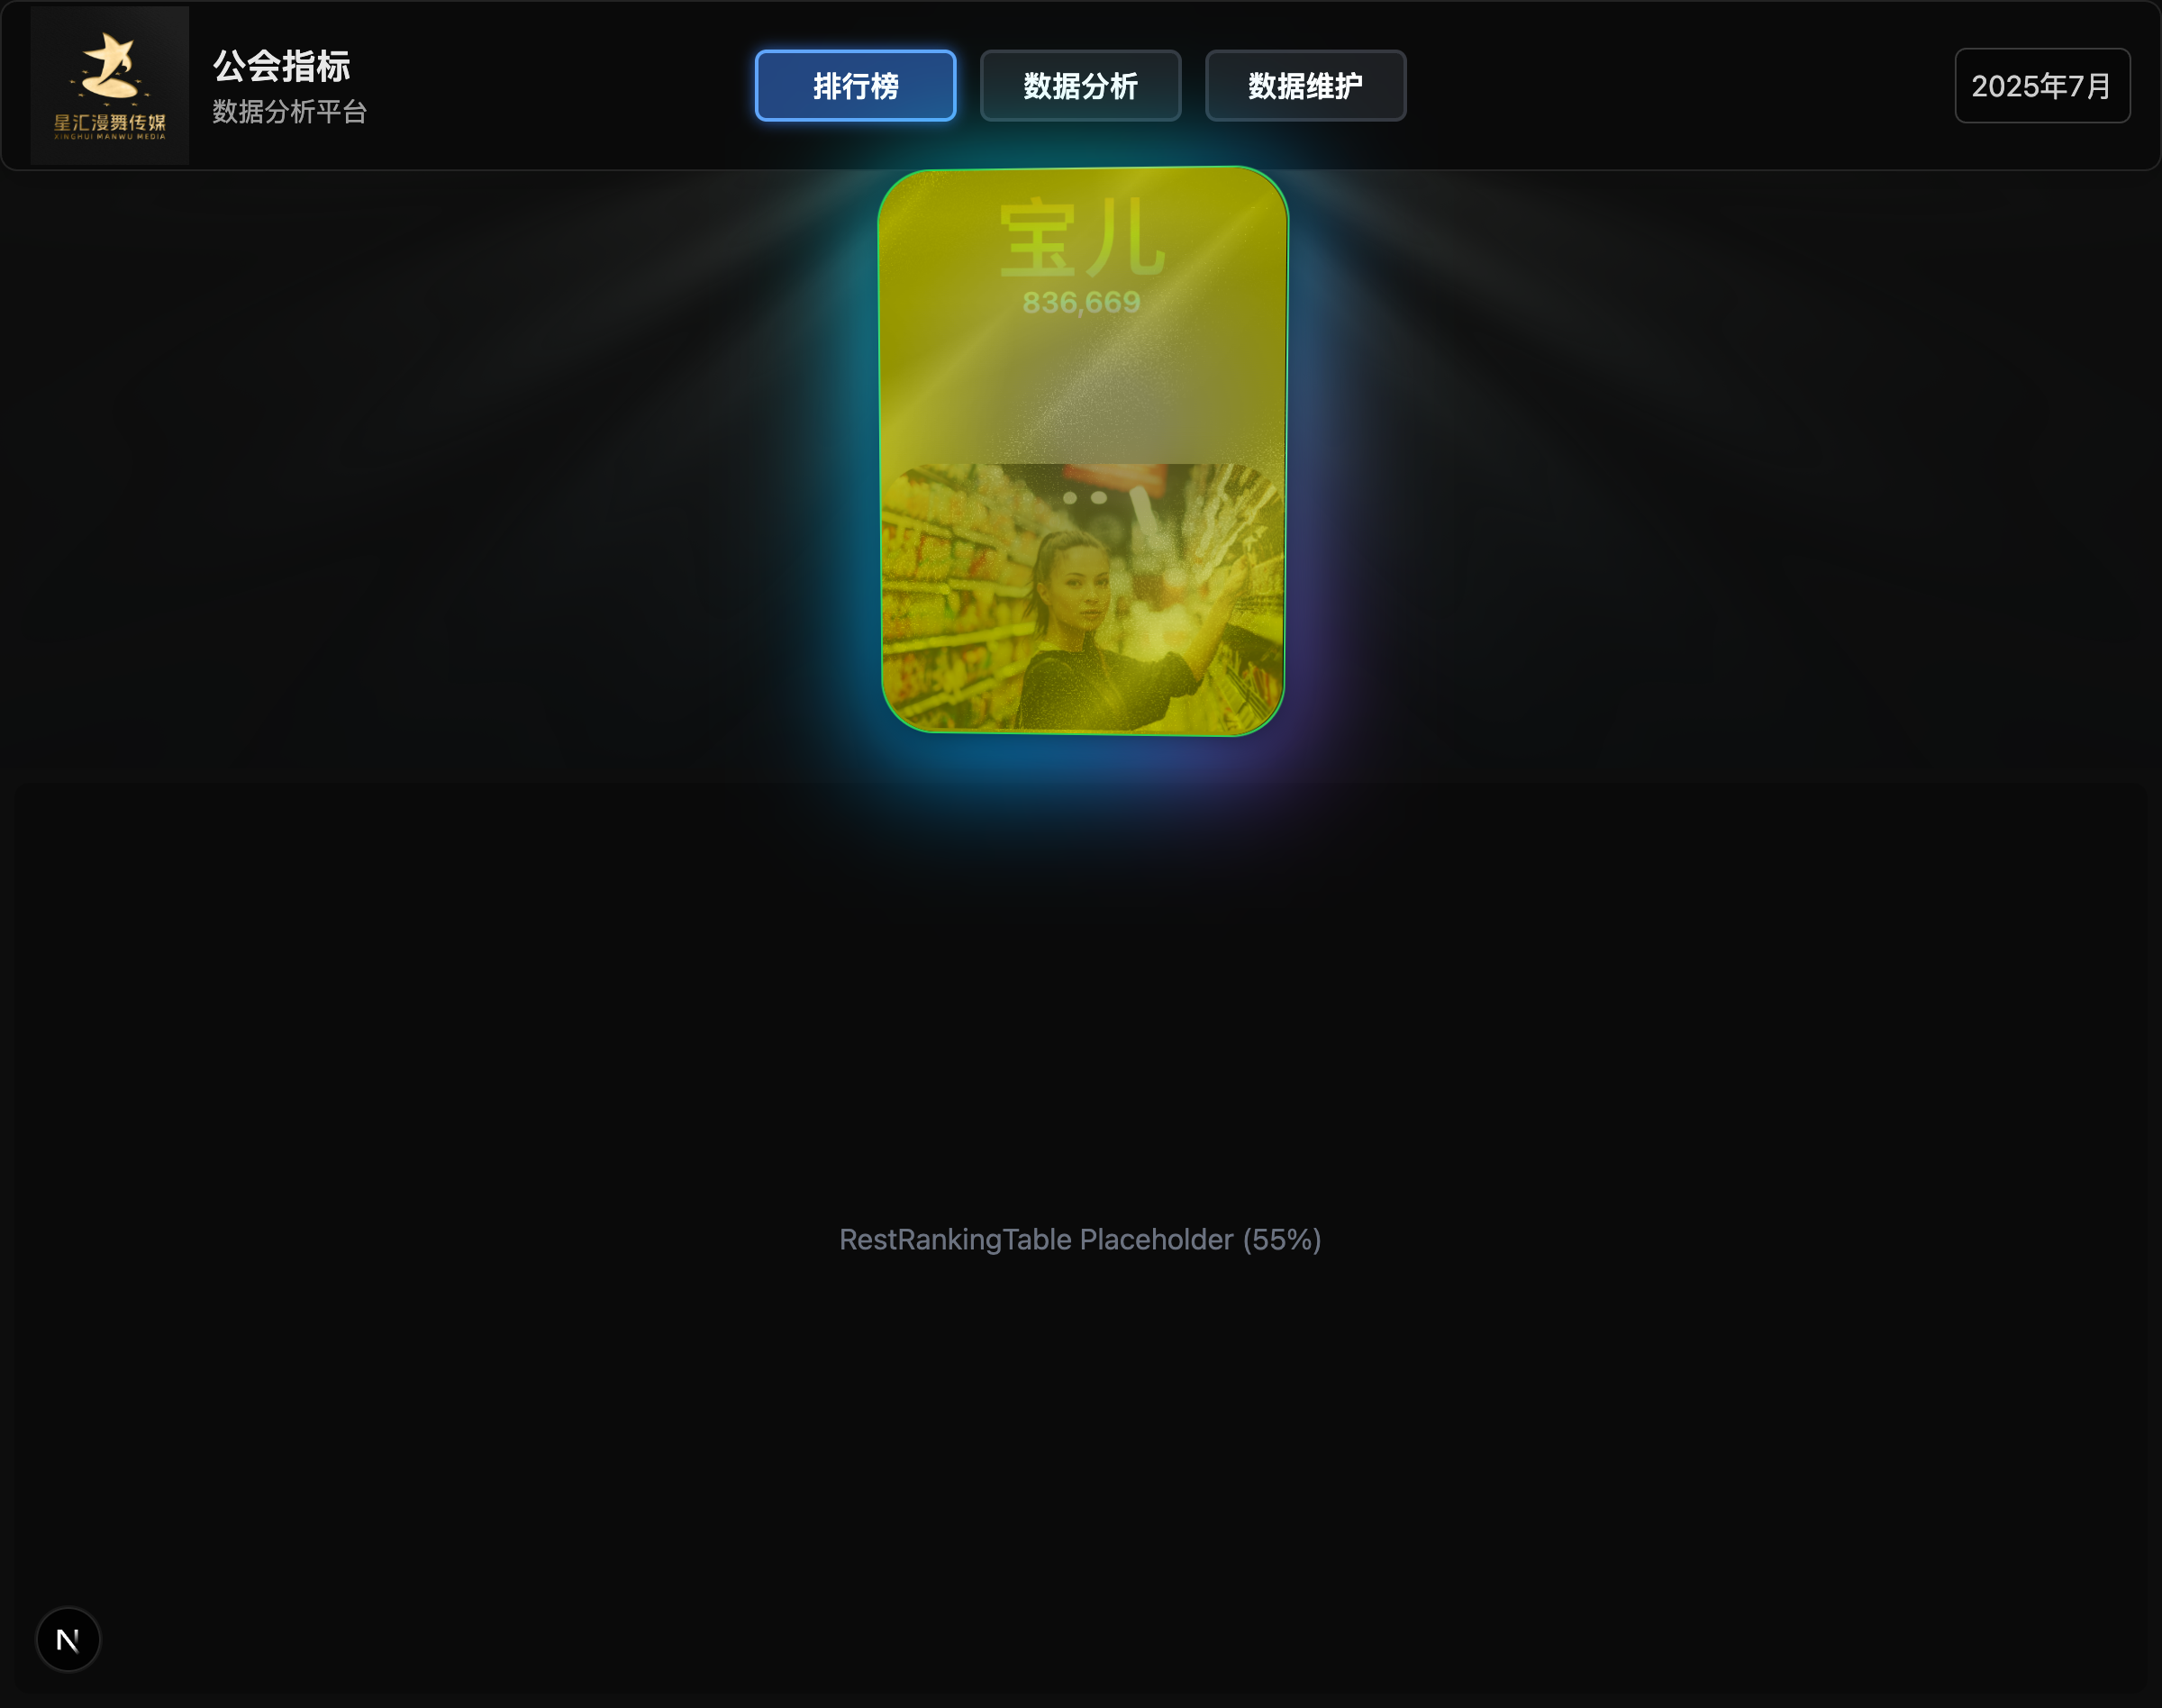 星汇漫舞传媒
XINGHUI MANWU MEDIA
公会指标
数据分析平台
排行榜
数据分析
数据维护
2025年7月
宝儿
836,669
RestRankingTable Placeholder (55%)
N